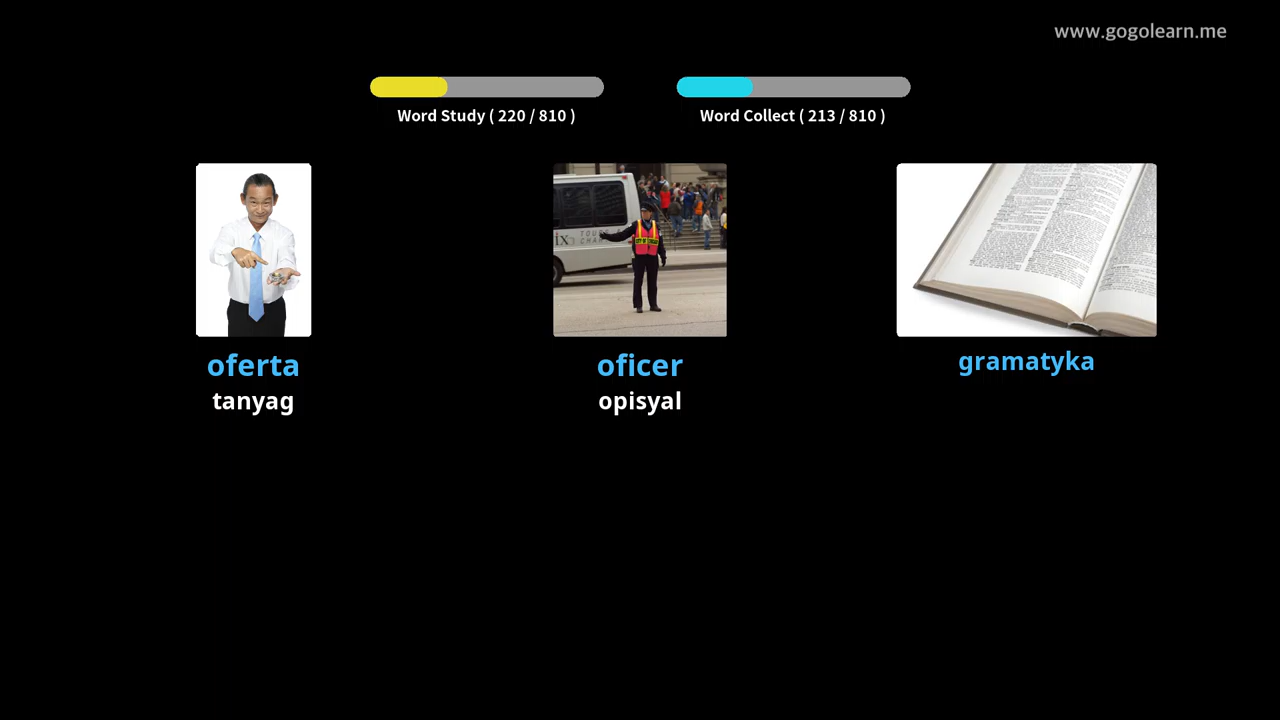 www.gogolearn.me
Word Study ( 220 / 810 )
Word Collect ( 213 / 810 )
oferta
tanyag
oficer
opisyal
gramatyka